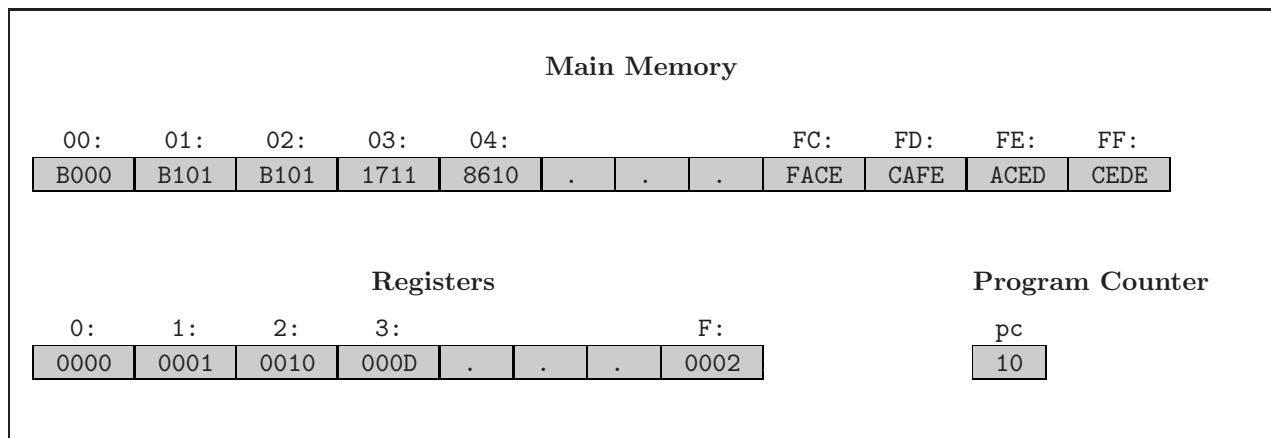 Main Memory
00: 01: 02: 03: 04: FC: FD: FE: FF:
B000 B101 B101 1711 8610 . . . FACE CAFE ACED CEDE
Registers Program Counter
0: 1: 2: 3: F: pc
0000 0001 0010 000D . . . 0002 10